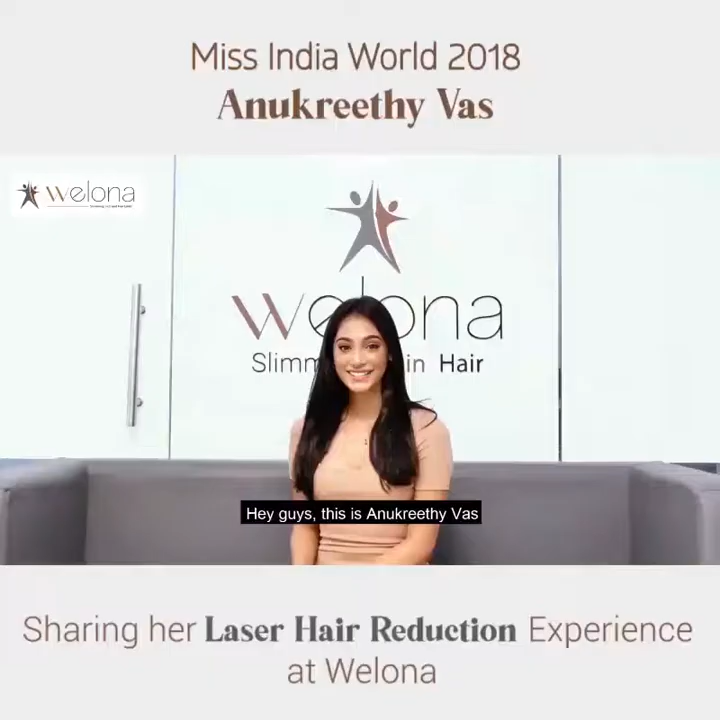 Miss India World 2018
Anukreethy Vas
welona
welona
Slimm in Hair
Hey guys, this is Anukreethy Vas
Sharing her Laser Hair Reduction Experience
at Welona